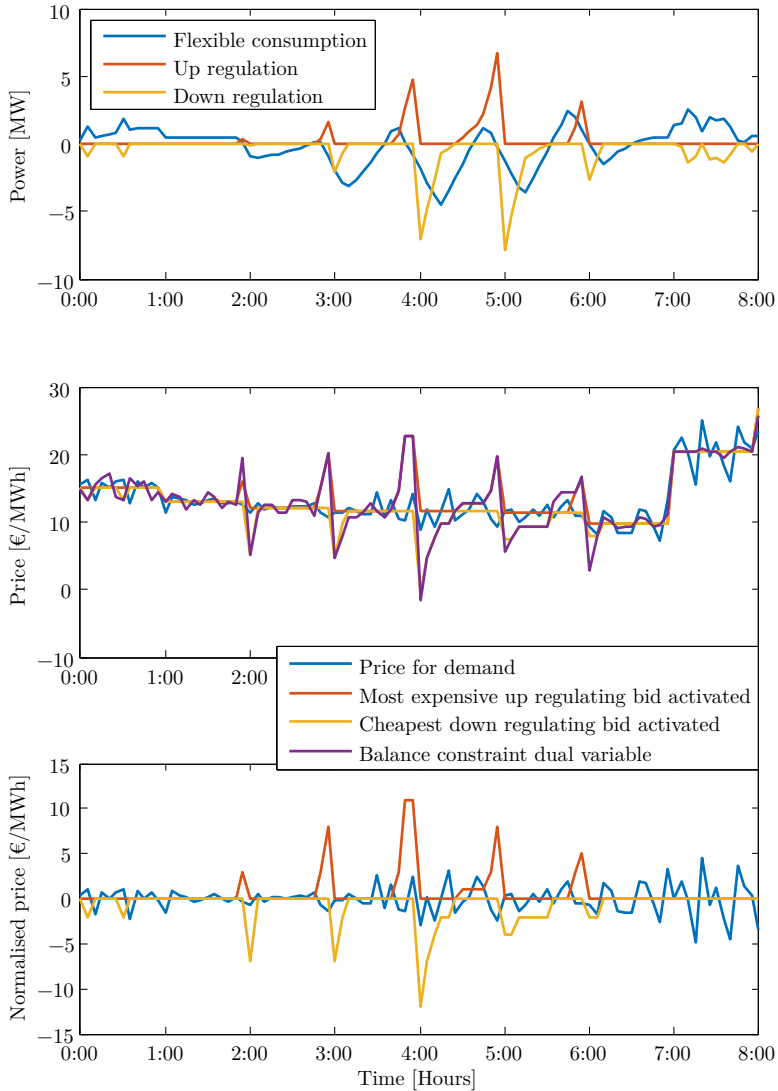 10
5
0
−5
−10
Power [MW]
Flexible consumption
Up regulation
Down regulation
0:00 1:00 2:00 3:00 4:00 5:00 6:00 7:00 8:00
30
20
10
0
−10
Price [€/MWh]
0:00 1:00 2:00
Price for demand
Most expensive up regulating bid activated
Cheapest down regulating bid activated
Balance constraint dual variable
15
10
5
0
−5
−10
−15
Normalised price [€/MWh]
0:00 1:00 2:00 3:00 4:00 5:00 6:00 7:00 8:00
Time [Hours]